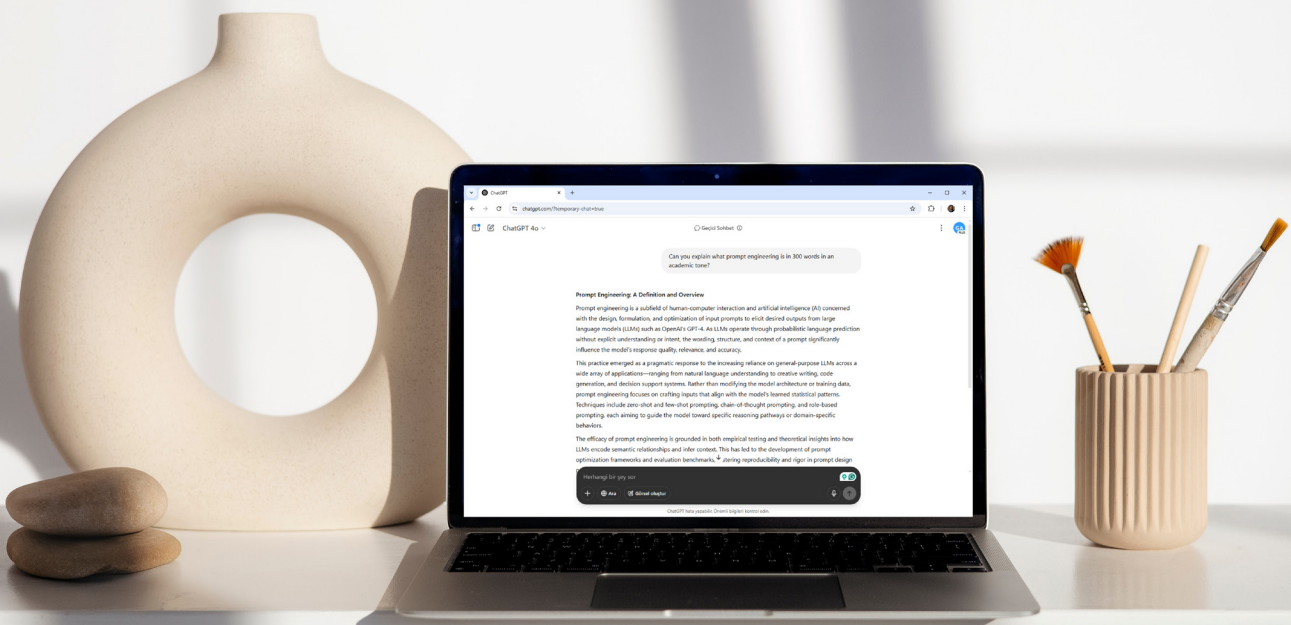 ChatGPT
chatgpt.com/?temporary-chat=true
ChatGPT 4o
Geçici Sohbet
Can you explain what prompt engineering is in 300 words in an
academic tone?
Prompt Engineering: A Definition and Overview
Prompt engineering is a subfield of human-computer interaction and artificial intelligence (AI) concerned
with the design, formulation, and optimization of input prompts to elicit desired outputs from large
language models (LLMs) such as OpenAI's GPT-4. As LLMs operate through probabilistic language prediction
without explicit understanding or intent, the wording, structure, and context of a prompt significantly
influence the model's response quality, relevance, and accuracy.
This practice emerged as a pragmatic response to the increasing reliance on general-purpose LLMs across a
wide array of applications—ranging from natural language understanding to creative writing, code
generation, and decision support systems. Rather than modifying the model architecture or training data,
prompt engineering focuses on crafting inputs that align with the model's learned statistical patterns.
Techniques include zero-shot and few-shot prompting, chain-of-thought prompting, and role-based
prompting, each aiming to guide the model toward specific reasoning pathways or domain-specific
behaviors.
The efficacy of prompt engineering is grounded in both empirical testing and theoretical insights into how
LLMs encode semantic relationships and infer context. This has led to the development of prompt
optimization frameworks and evaluation benchmarks, stering reproducibility and rigor in prompt design
Herhangi bir şey sor
Ara
Görsel oluştur
ChatGPT hata yapabilir. Önemli bilgileri kontrol edin.